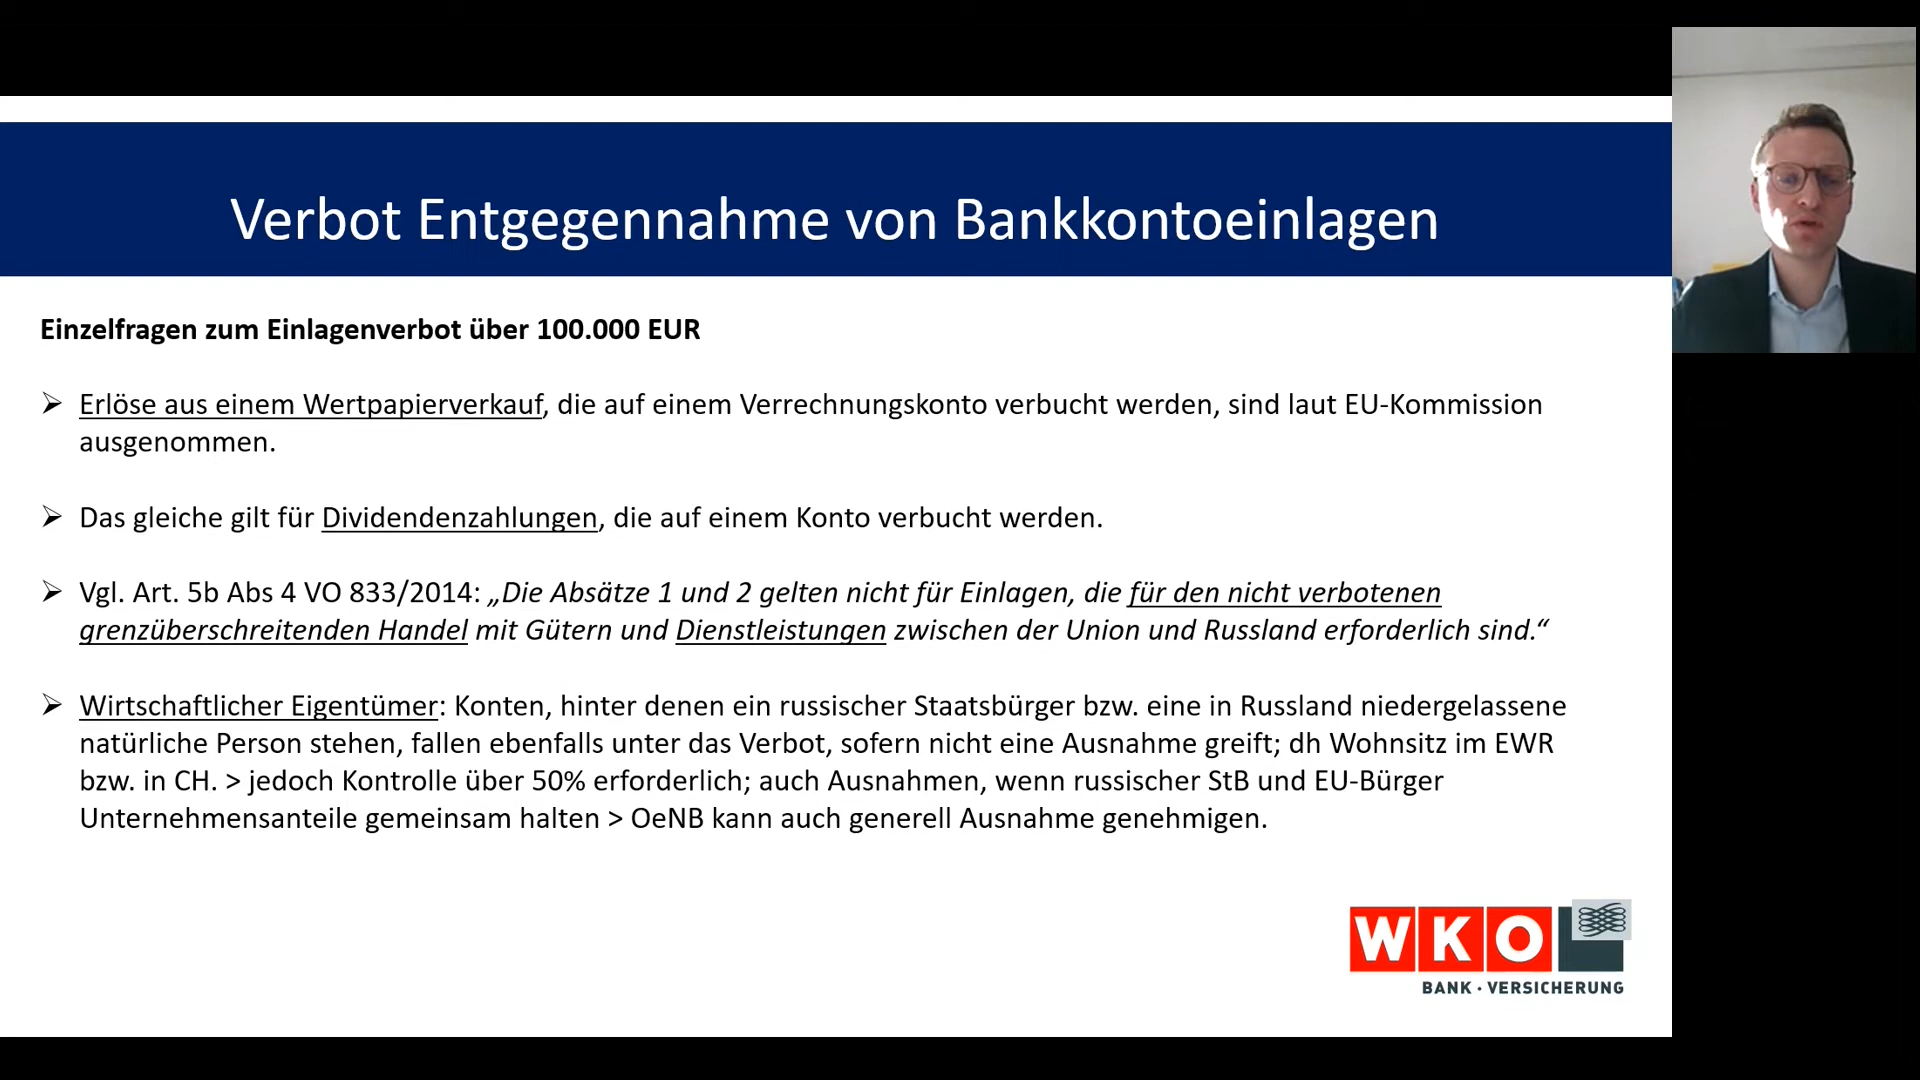 Verbot Entgegennahme von Bankkontoeinlagen
Einzelfragen zum Einlagenverbot über 100.000 EUR
➢ Erlöse aus einem Wertpapierverkauf, die auf einem Verrechnungskonto verbucht werden, sind laut EU-Kommission
ausgenommen.
➢ Das gleiche gilt für Dividendenzahlungen, die auf einem Konto verbucht werden.
➢ Vgl. Art. 5b Abs 4 VO 833/2014: „Die Absätze 1 und 2 gelten nicht für Einlagen, die für den nicht verbotenen
grenzüberschreitenden Handel mit Gütern und Dienstleistungen zwischen der Union und Russland erforderlich sind.“
➢ Wirtschaftlicher Eigentümer: Konten, hinter denen ein russischer Staatsbürger bzw. eine in Russland niedergelassene
natürliche Person stehen, fallen ebenfalls unter das Verbot, sofern nicht eine Ausnahme greift; dh Wohnsitz im EWR
bzw. in CH. > jedoch Kontrolle über 50% erforderlich; auch Ausnahmen, wenn russischer StB und EU-Bürger
Unternehmensanteile gemeinsam halten > OeNB kann auch generell Ausnahme genehmigen.
WKO
BANK · VERSICHERUNG